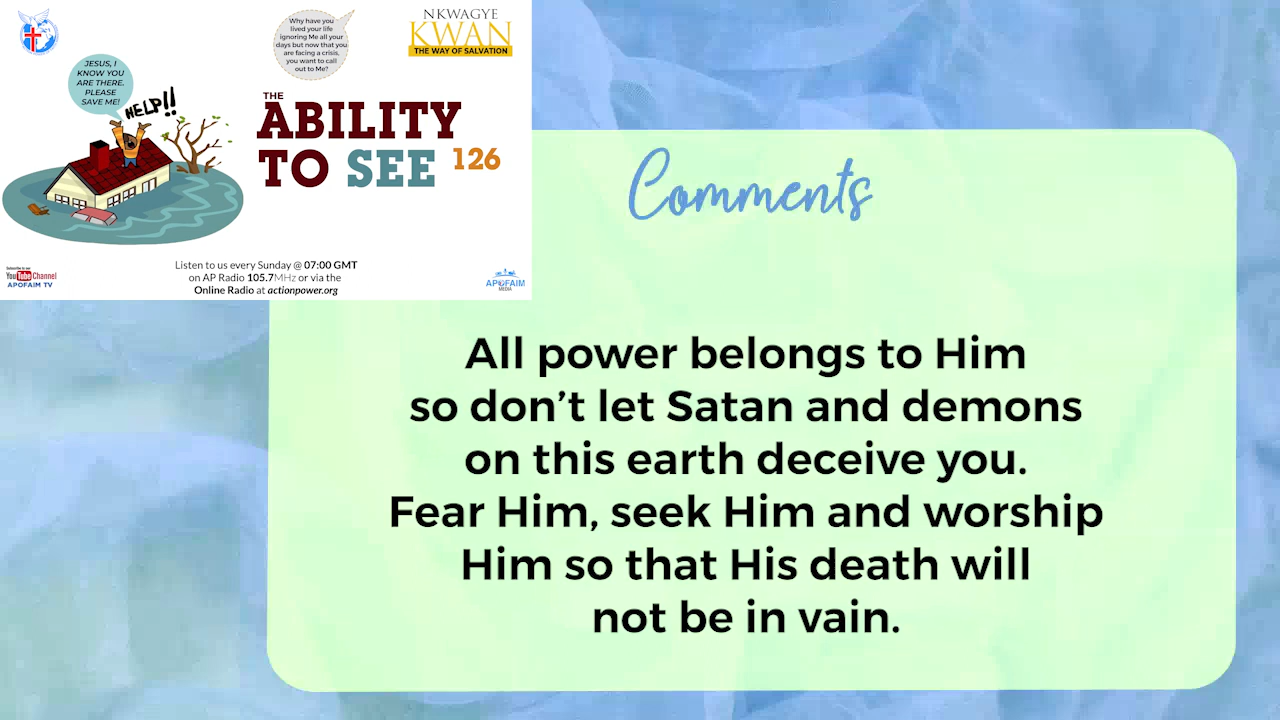 Why have you
lived your life
ignoring Me all your
days but now that you
are facing a crisis,
you want to call
out to Me?
NKWAGYE
KWAN
THE WAY OF SALVATION
JESUS, I
KNOW YOU
ARE THERE.
PLEASE
SAVE ME!
HELP!!
THE
ABILITY
TO SEE 126
Listen to us every Sunday @ 07:00 GMT
on AP Radio 105.7MHz or via the
Online Radio at actionpower.org
Subscribe to our
YouTube Channel
APOFAIM TV
APOFAIM
MEDIA
Comments
All power belongs to Him
so don’t let Satan and demons
on this earth deceive you.
Fear Him, seek Him and worship
Him so that His death will
not be in vain.